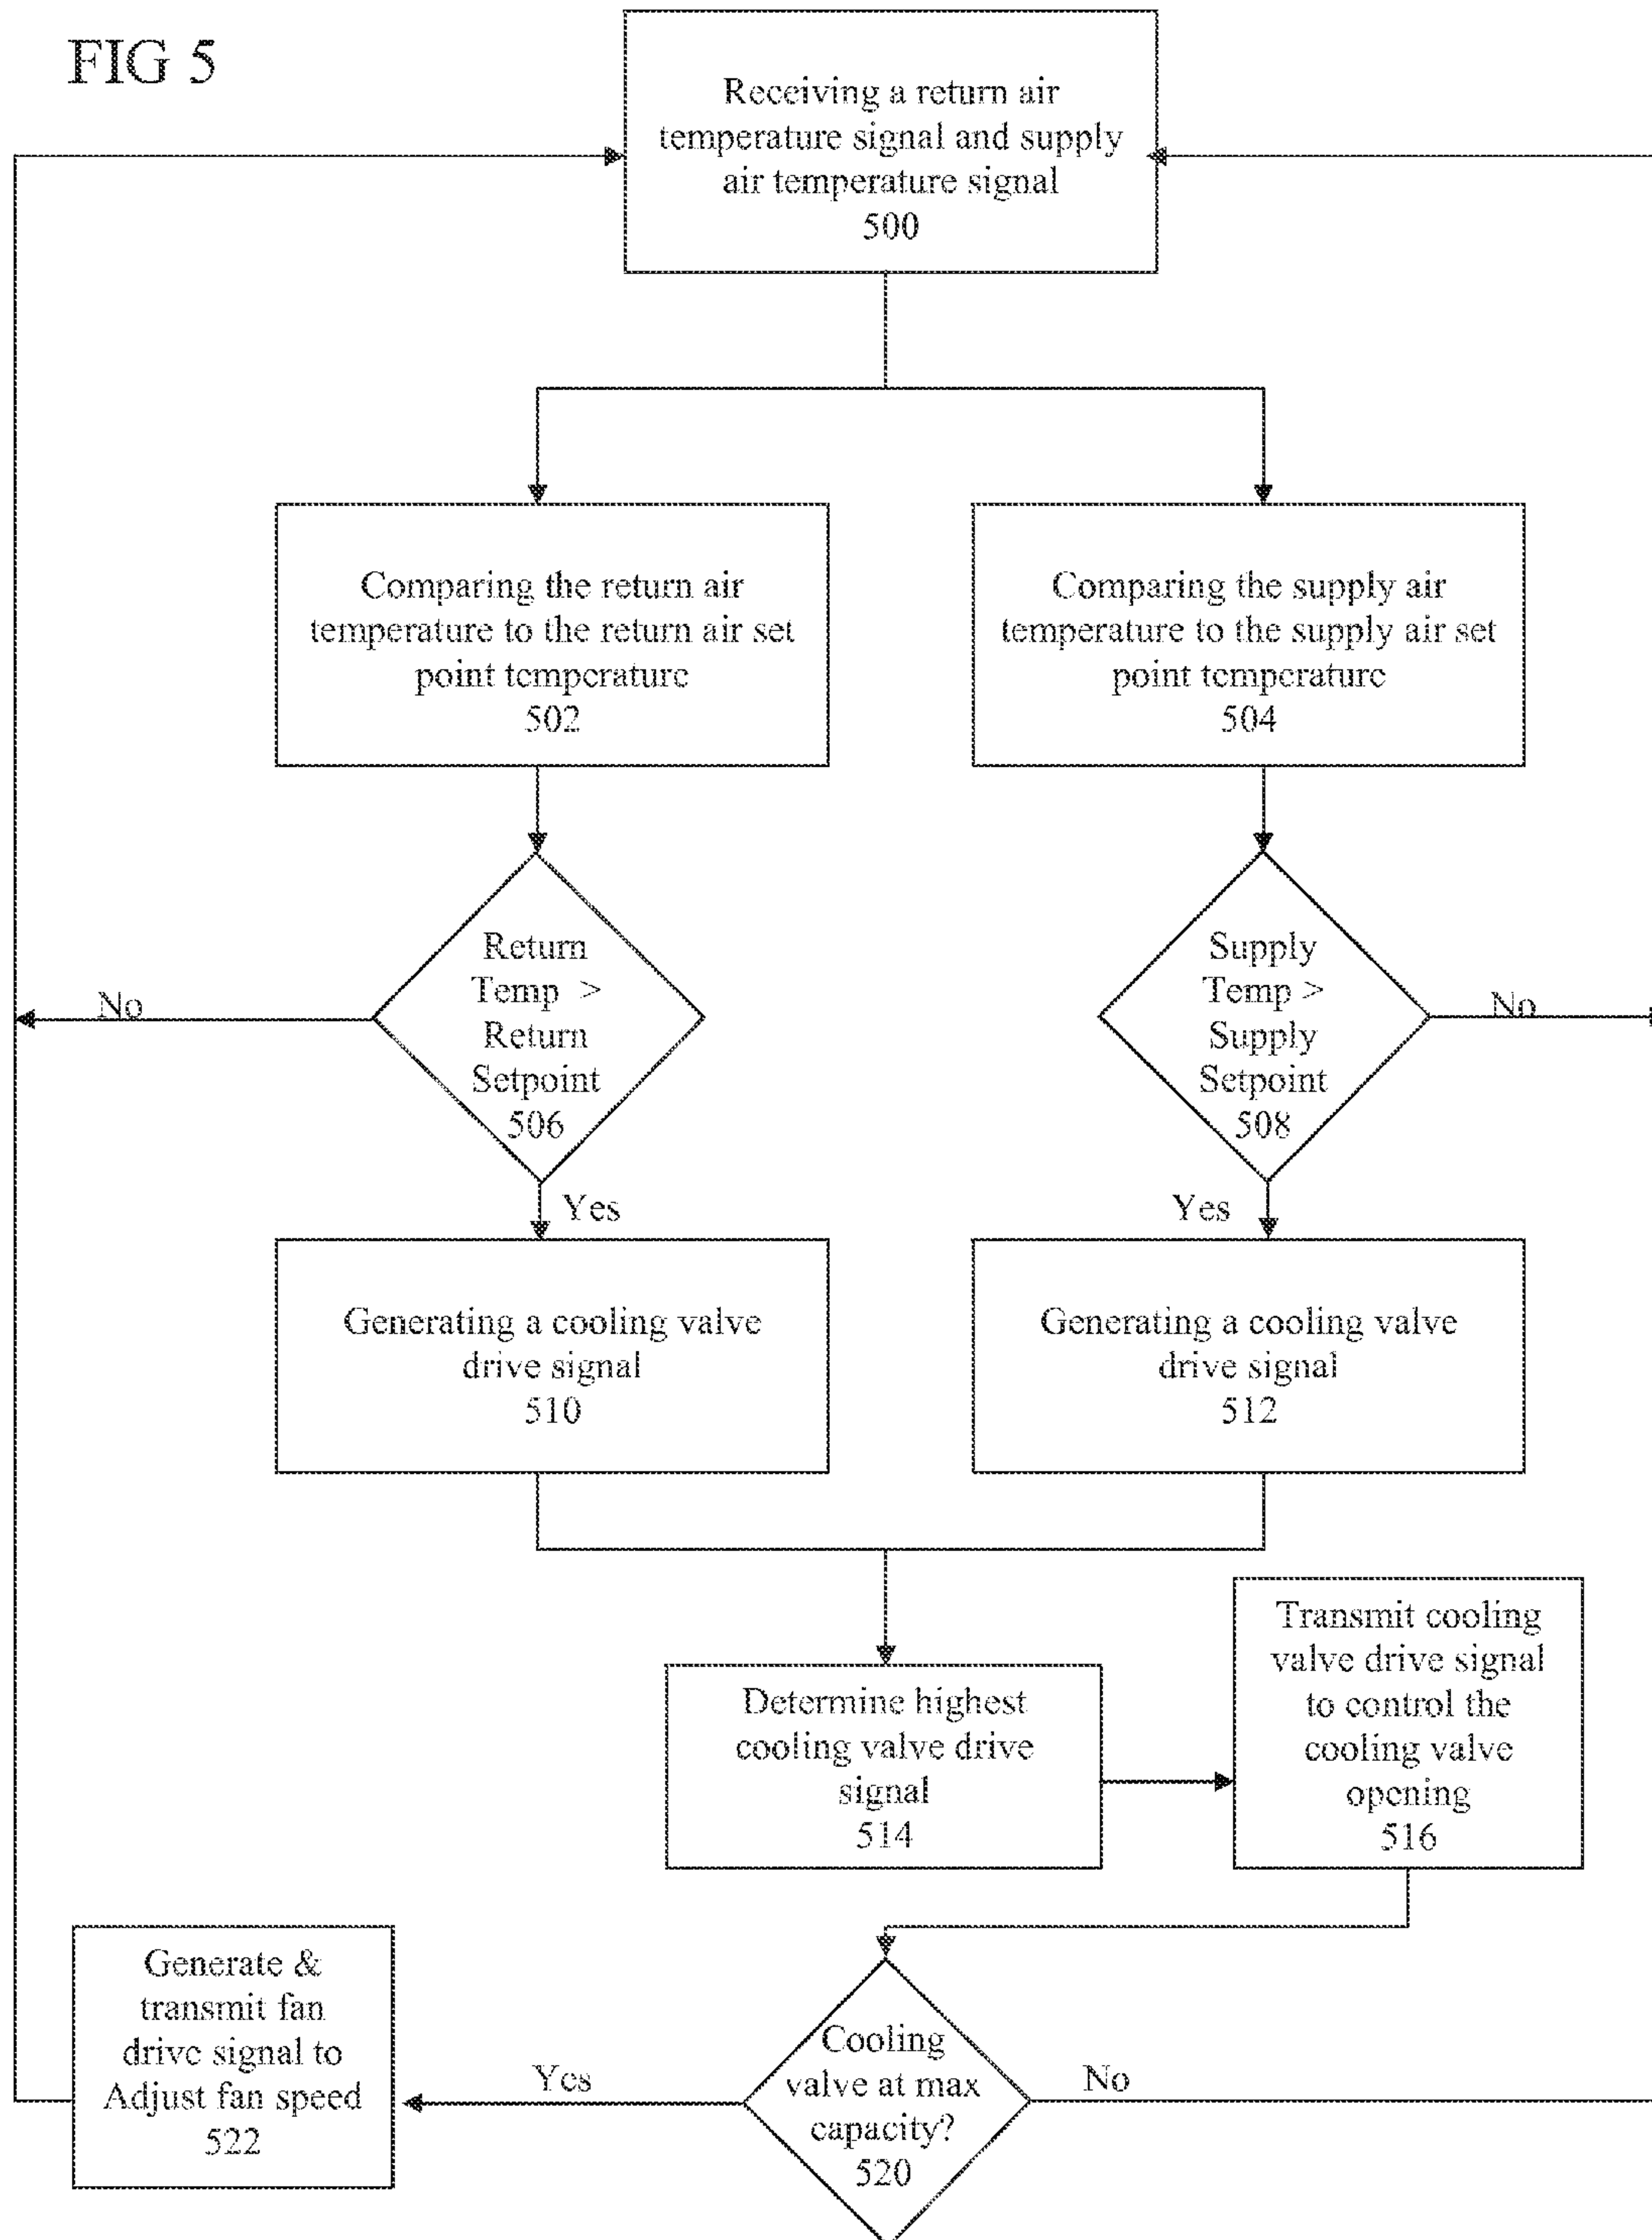 FIG 5
Receiving a return air
temperature signal and supply
air temperature signal
500
Comparing the return air
temperature to the return air set
point temperature
502
Comparing the supply air
temperature to the supply air set
point temperature
504
Return
Temp >
Return
Setpoint
506
No
Yes
Supply
Temp >
Supply
Setpoint
508
No
Yes
Generating a cooling valve
drive signal
510
Generating a cooling valve
drive signal
512
Determine highest
cooling valve drive
signal
514
Transmit cooling
valve drive signal
to control the
cooling valve
opening
516
Generate &
transmit fan
drive signal to
Adjust fan speed
522
Yes
Cooling
valve at max
capacity?
520
No